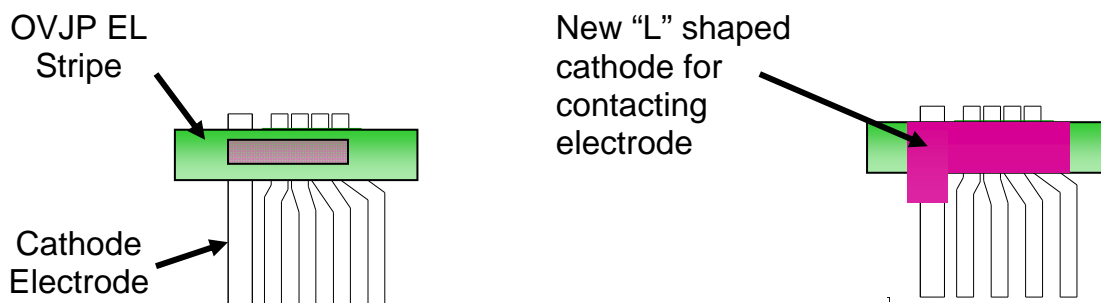 OVJP EL
Stripe
Cathode
Electrode
New “L” shaped
cathode for
contacting
electrode